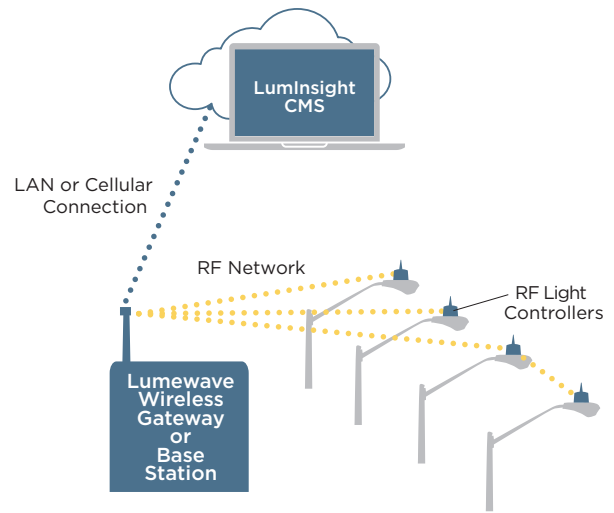 LumInsight
CMS
LAN or Cellular
Connection
RF Network
RF Light
Controllers
Lumewave
Wireless
Gateway
or
Base
Station